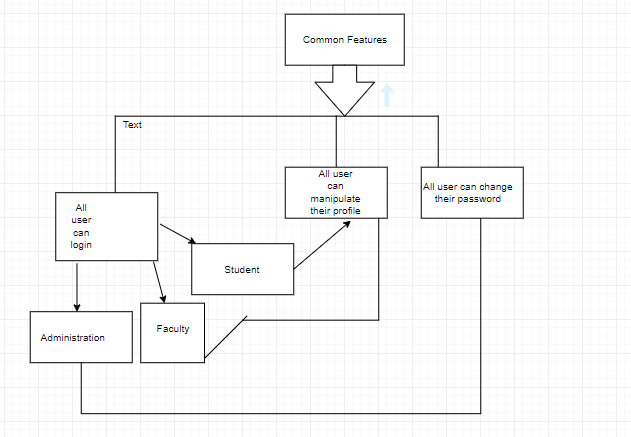 Common Features
Text
All user
can
manipulate
their profile
All user can change
their password
All
user
can
login
Student
Faculty
Administration